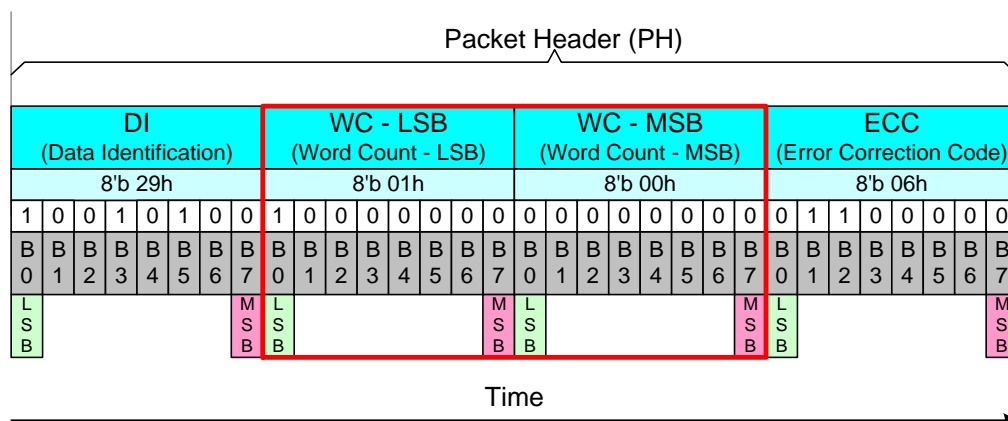 Packet Header (PH)
DI WC - LSB WC - MSB ECC
(Data Identification) (Word Count - LSB) (Word Count - MSB) (Error Correction Code)
8'b 29h 8'b 01h 8'b 00h 8'b 06h
1 0 0 1 0 1 0 0 1 0 0 0 0 0 0 0 0 0 0 0 0 0 0 0 0 1 1 0 0 0 0 0
B B B B B B B B B B B B B B B B B B B B B B B B B B B B B B B B
0 1 2 3 4 5 6 7 0 1 2 3 4 5 6 7 0 1 2 3 4 5 6 7 0 1 2 3 4 5 6 7
L M L M L M L M
S S S S S S S S
B B B B B B B B
Time